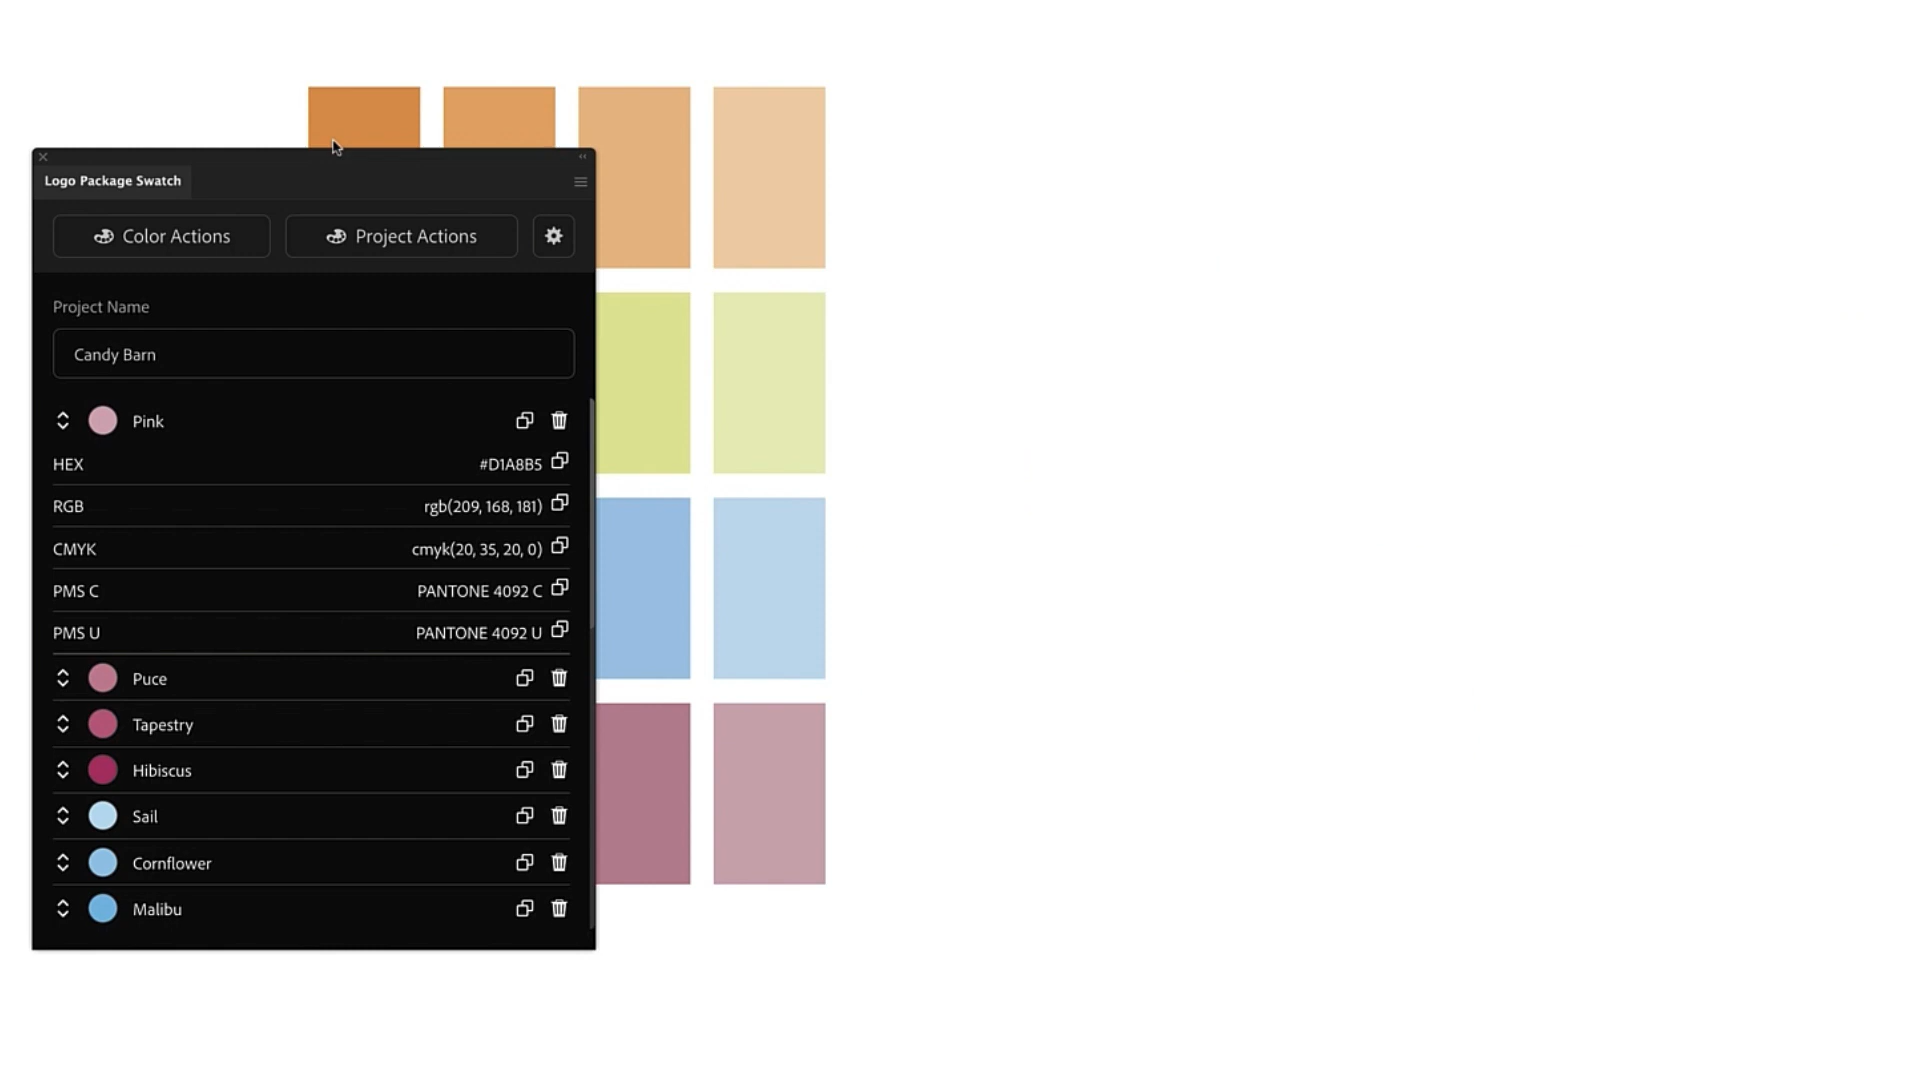 Logo Package Swatch
Color Actions
Project Actions
Project Name
Candy Barn
Pink
HEX #D1A8B5
RGB rgb(209, 168, 181)
CMYK cmyk(20, 35, 20, 0)
PMS C PANTONE 4092 C
PMS U PANTONE 4092 U
Puce
Tapestry
Hibiscus
Sail
Cornflower
Malibu